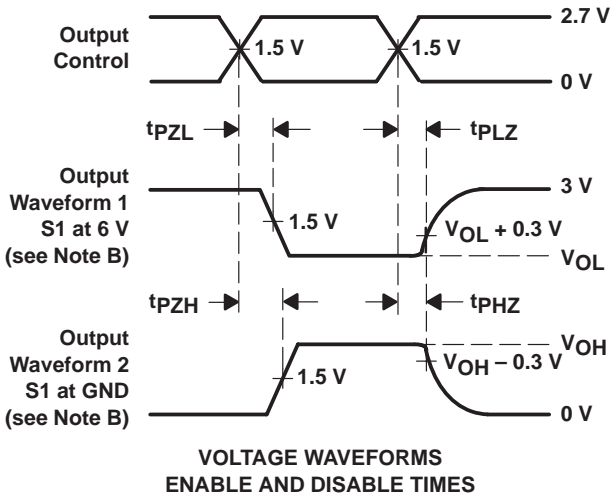 2.7 V
Output
Control
1.5 V
1.5 V
0 V
tPZL
tPLZ
Output
Waveform 1
S1 at 6 V
(see Note B)
3 V
1.5 V
VOL + 0.3 V
VOL
tPZH
tPHZ
Output
Waveform 2
S1 at GND
(see Note B)
VOH
VOH – 0.3 V
1.5 V
0 V
VOLTAGE WAVEFORMS
ENABLE AND DISABLE TIMES